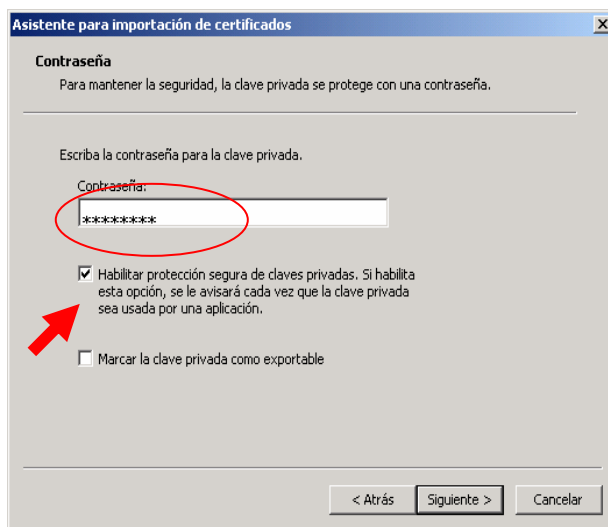 Asistente para importación de certificados
Contraseña
Para mantener la seguridad, la clave privada se protege con una contraseña.
Escriba la contraseña para la clave privada.
Contraseña:
********
Habilitar protección segura de claves privadas. Si habilita
esta opción, se le avisará cada vez que la clave privada
sea usada por una aplicación.
Marcar la clave privada como exportable
< Atrás
Siguiente >
Cancelar